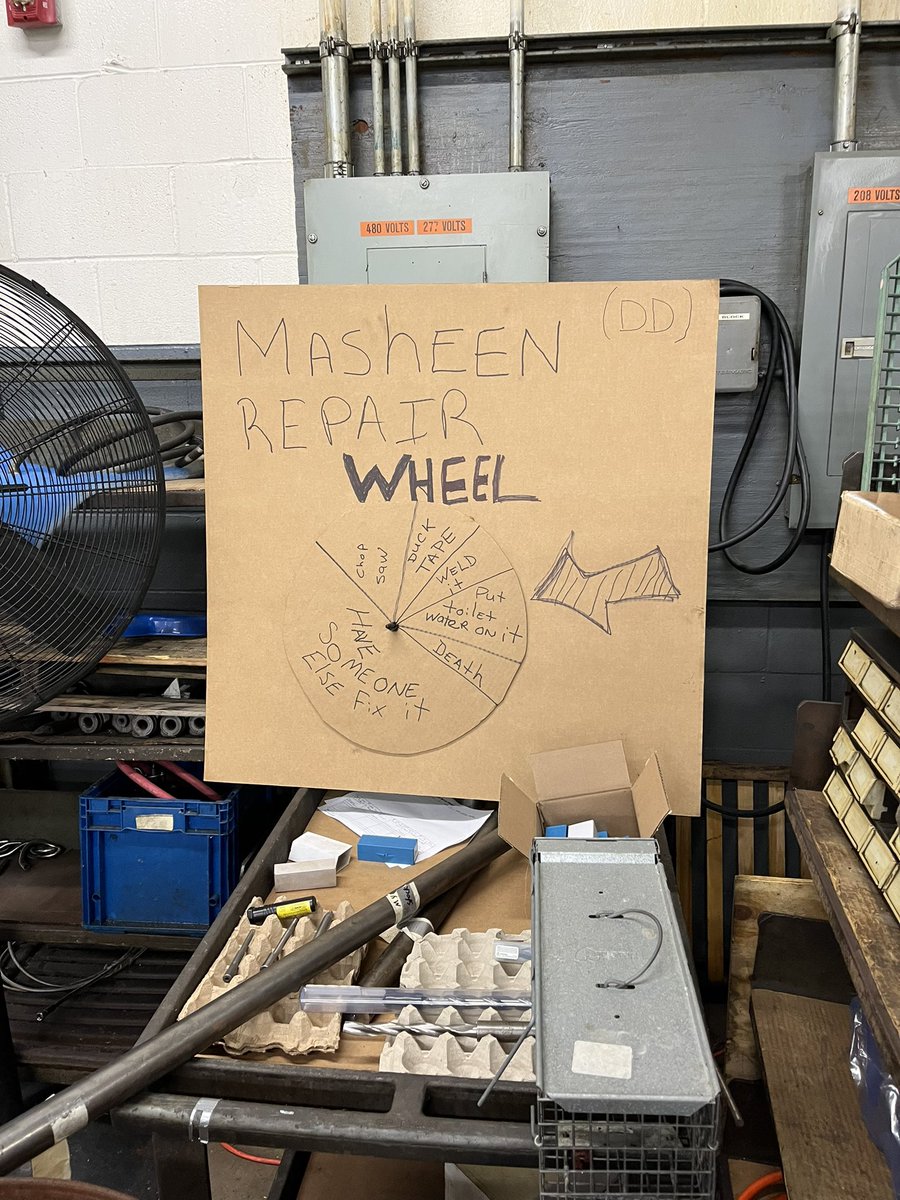 480 VOLTS 277 VOLTS
208 VOLTS
BLOCK
MAShEEN (DD)
REPAIR
WHEEL
Chop
saw
DUCK
TAPE
WELD
it
Put
toilet
WATER ON it
DEATh
HAVE
SOMEONE
ELSE Fix it